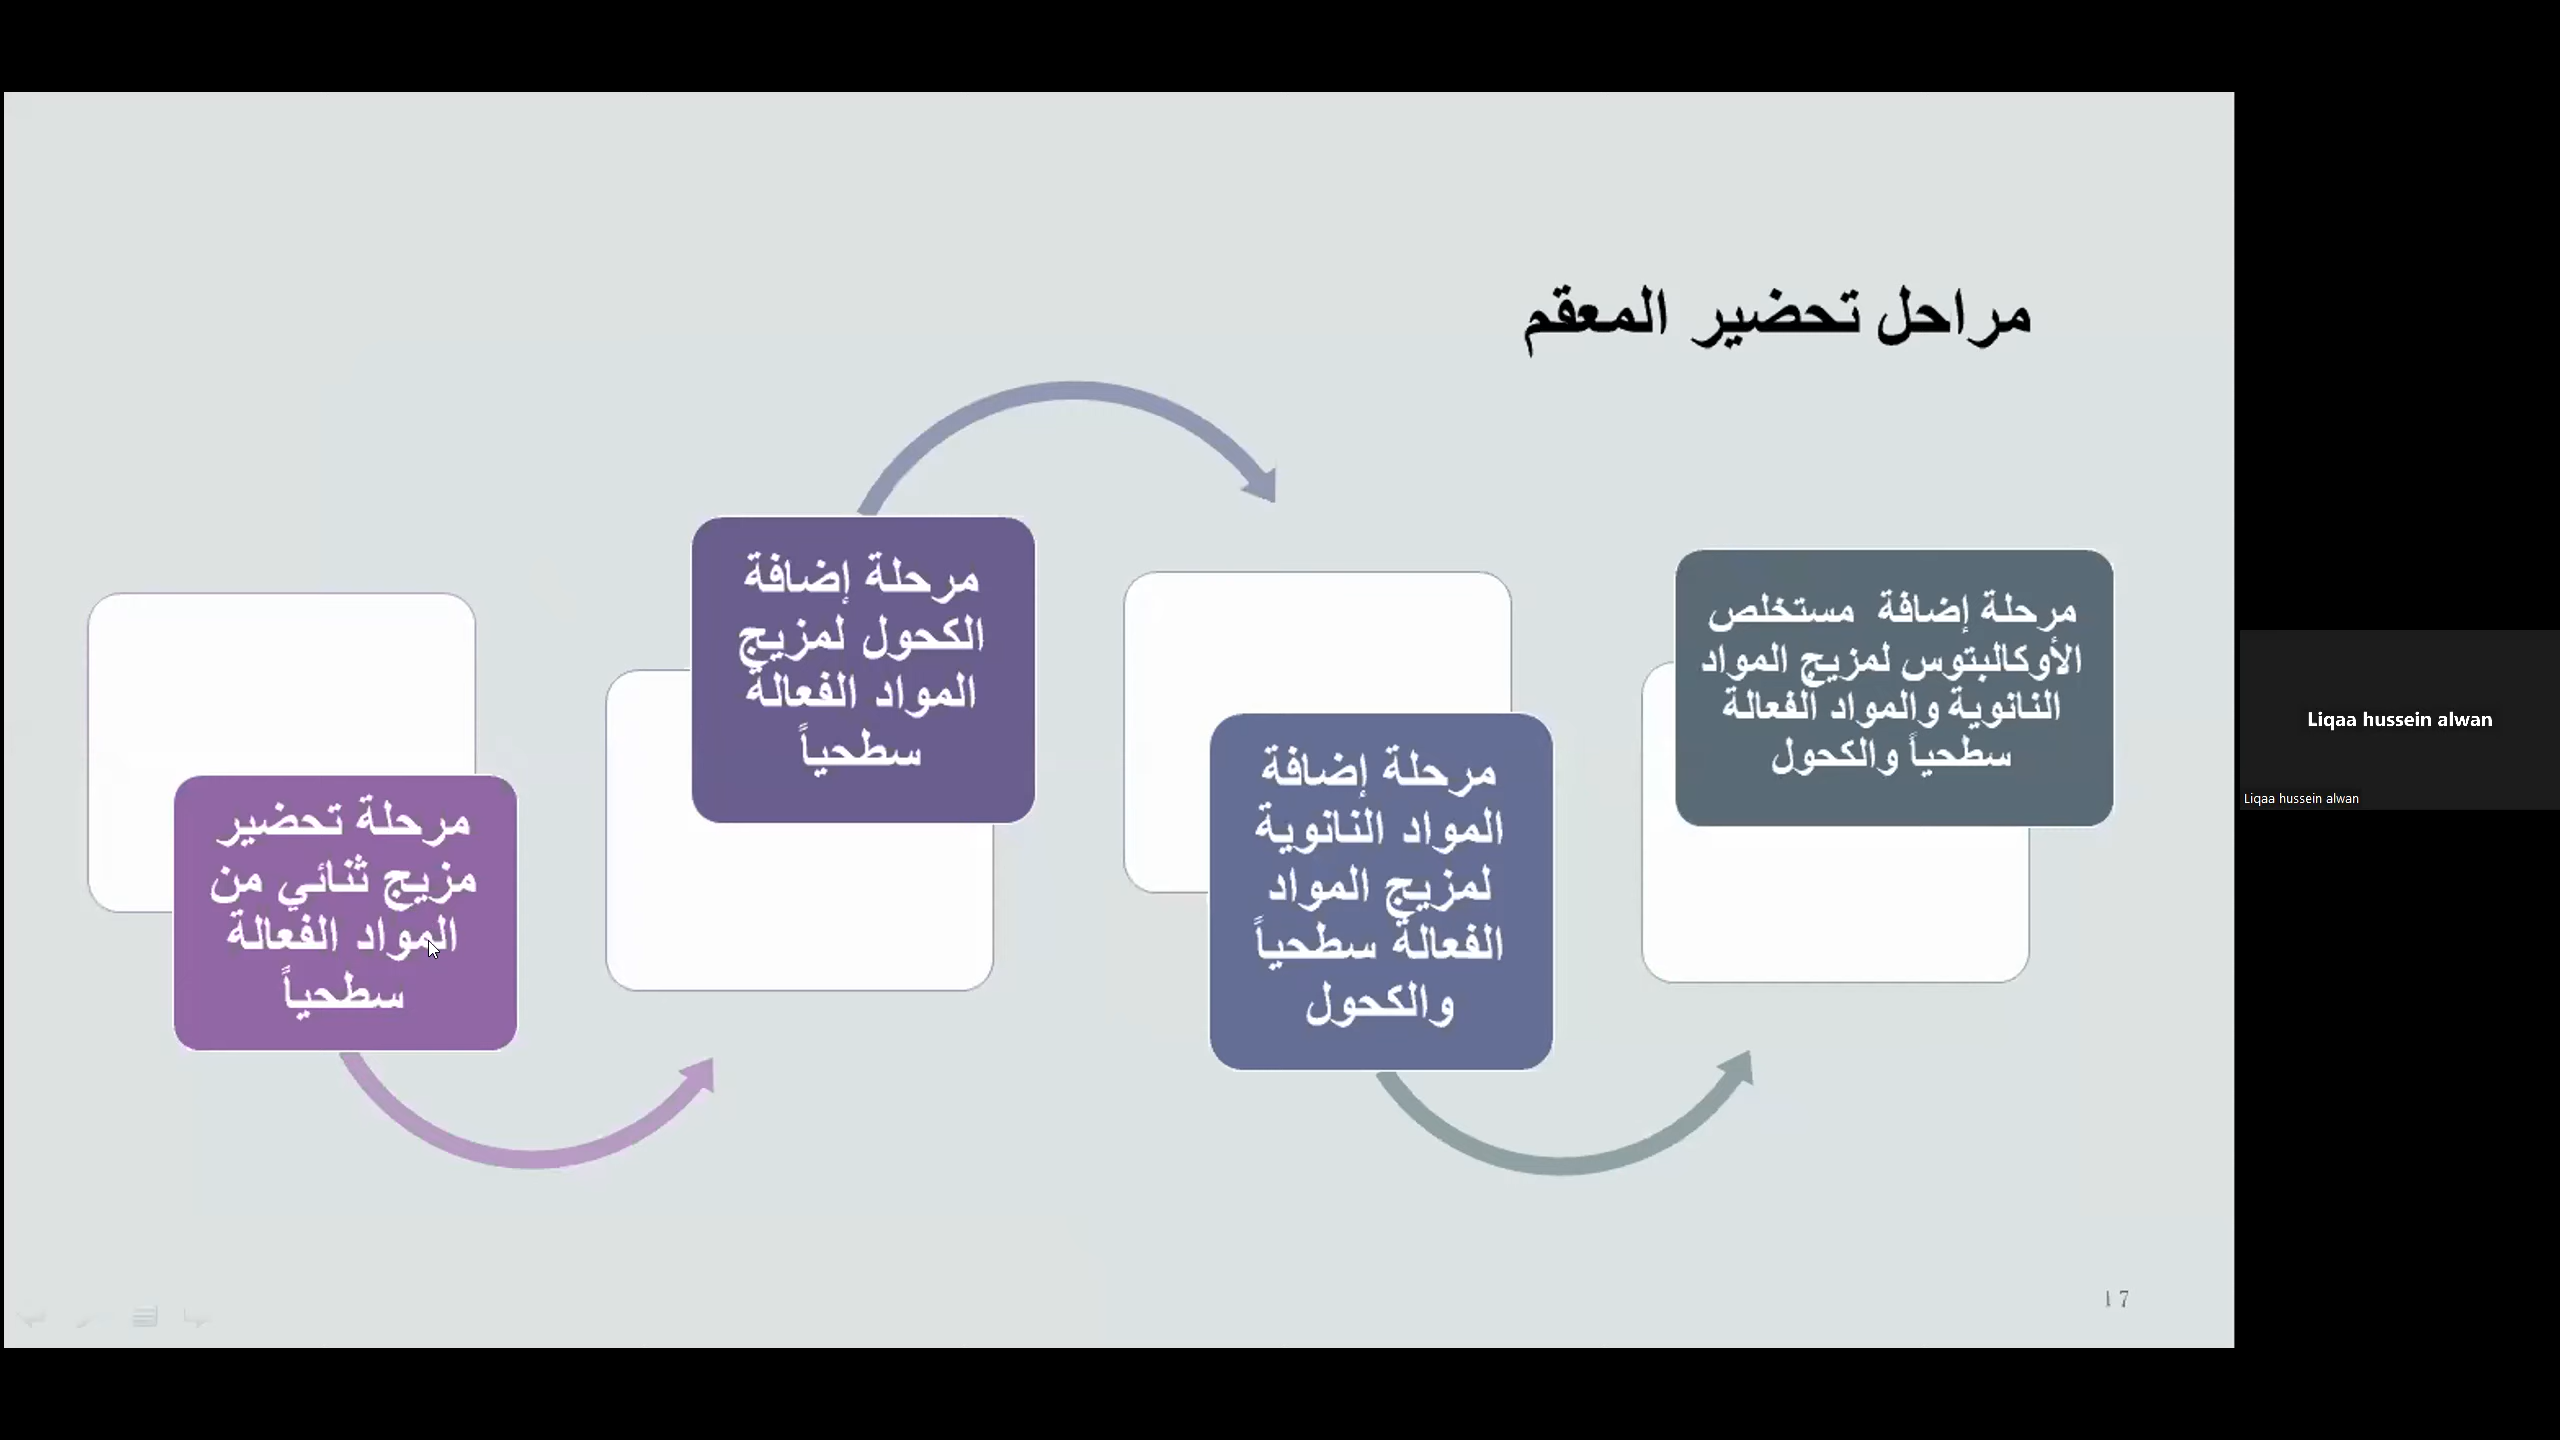 مراحل تحضير المعقم
مرحلة تحضير
مزيج ثنائي من
المواد الفعالة
سطحياً
مرحلة إضافة
الكحول لمزيج
المواد الفعالة
سطحياً
مرحلة إضافة
المواد النانوية
لمزيج المواد
الفعالة سطحياً
والكحول
مرحلة إضافة مستخلص
الأوكالبتوس لمزيج المواد
النانوية والمواد الفعالة
سطحياً والكحول
17
Liqaa hussein alwan
Liqaa hussein alwan